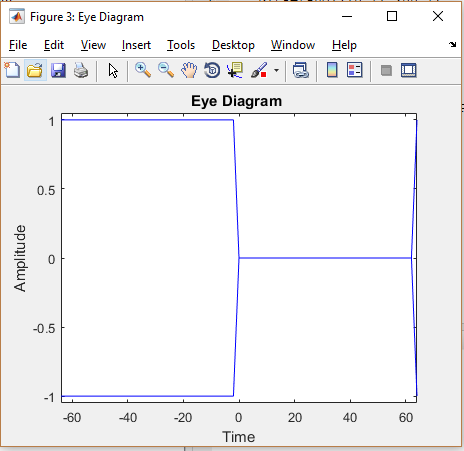 Figure 3: Eye Diagram
File Edit View Insert Tools Desktop Window Help
Eye Diagram
1
0.5
0
-0.5
-1
Amplitude
-60 -40 -20 0 20 40 60
Time